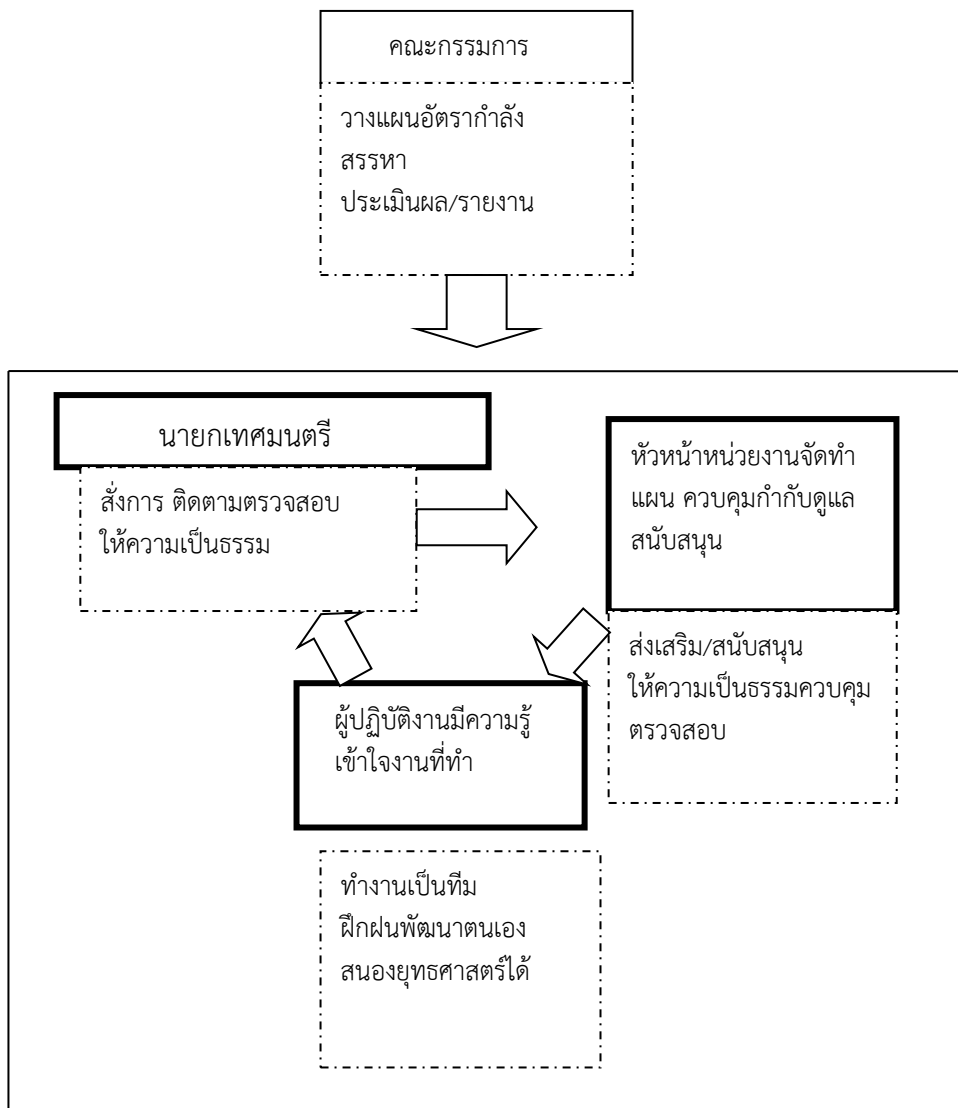 คณะกรรมการ
วางแผนอัตรากำลัง
สรรหา
ประเมินผล/รายงาน
นายกเทศมนตรี
สั่งการ ติดตามตรวจสอบ
ให้ความเป็นธรรม
หัวหน้าหน่วยงานจัดทำ
แผน ควบคุมกำกับดูแล
สนับสนุน
ส่งเสริม/สนับสนุน
ให้ความเป็นธรรมควบคุม
ตรวจสอบ
ผู้ปฏิบัติงานมีความรู้
เข้าใจงานที่ทำ
ทำงานเป็นทีม
ฝึกฝนพัฒนาตนเอง
สนองยุทธศาสตร์ได้